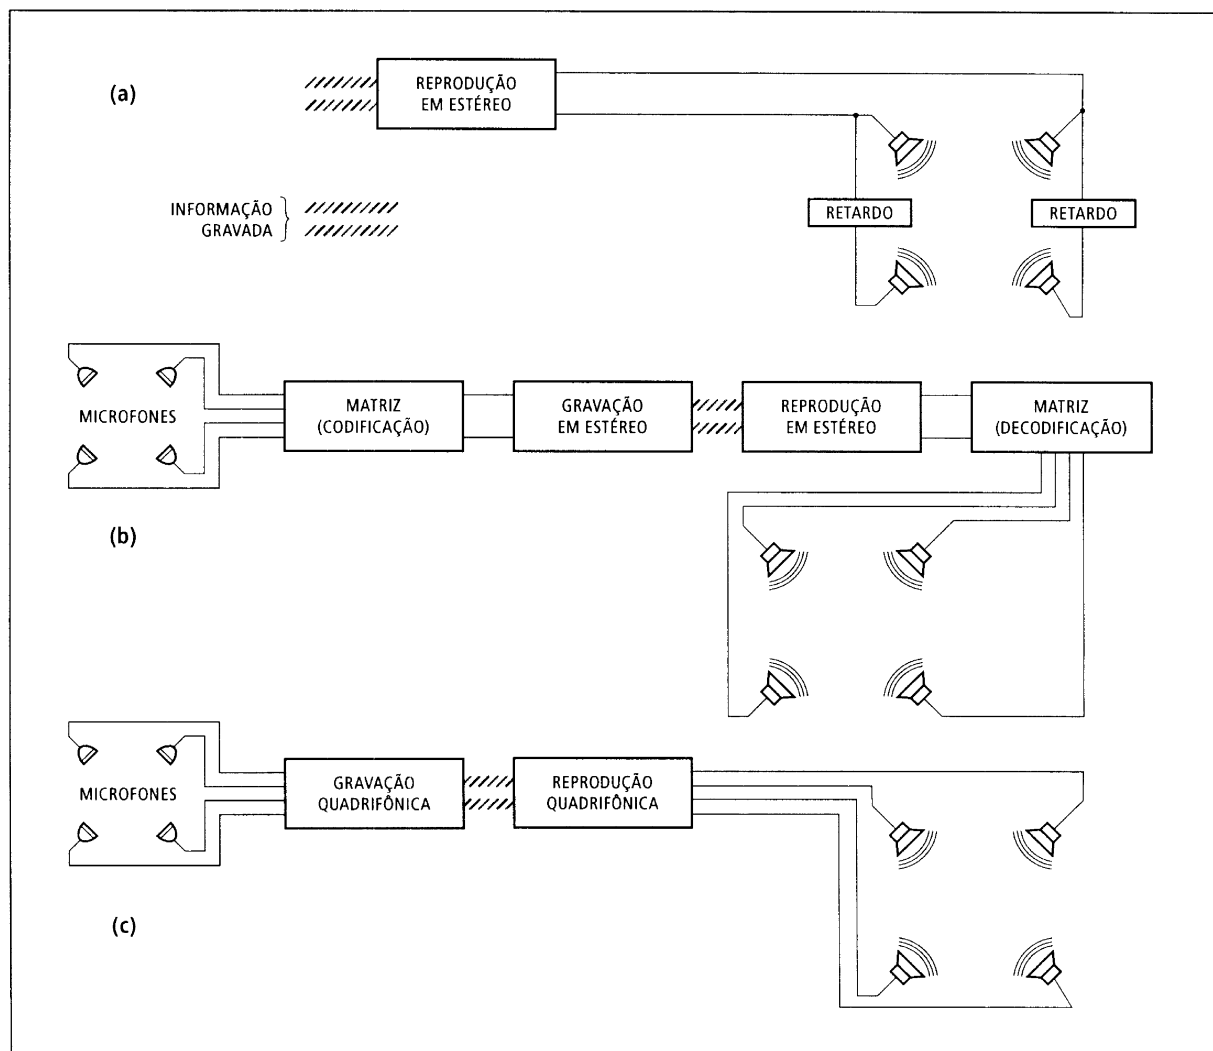 (a)
REPRODUÇÃO
EM ESTÉREO
INFORMAÇÃO
GRAVADA
RETARDO
RETARDO
MICROFONES
MATRIZ
(CODIFICAÇÃO)
GRAVAÇÃO
EM ESTÉREO
REPRODUÇÃO
EM ESTÉREO
MATRIZ
(DECODIFICAÇÃO)
(b)
MICROFONES
GRAVAÇÃO
QUADRIFÔNICA
REPRODUÇÃO
QUADRIFÔNICA
(c)